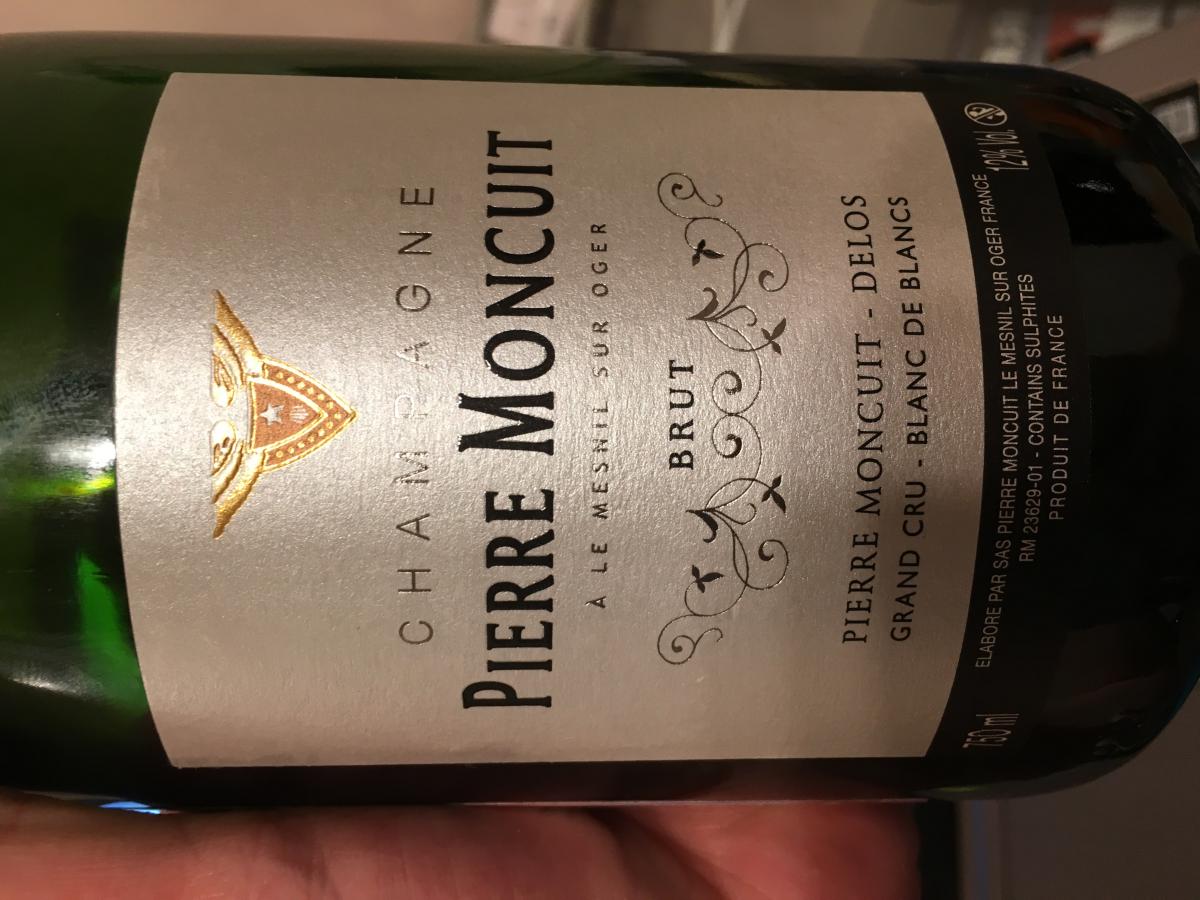 CHAMPAGNE
PIERRE MONCUIT
À LE MESNIL SUR OGER
BRUT
PIERRE MONCUIT - DELOS
GRAND CRU - BLANC DE BLANCS
750 ml
ELABORE PAR SAS PIERRE MONCUIT LE MESNIL SUR OGER FRANCE
12% Vol.
RM 23629-01 - CONTAINS SULPHITES
PRODUIT DE FRANCE